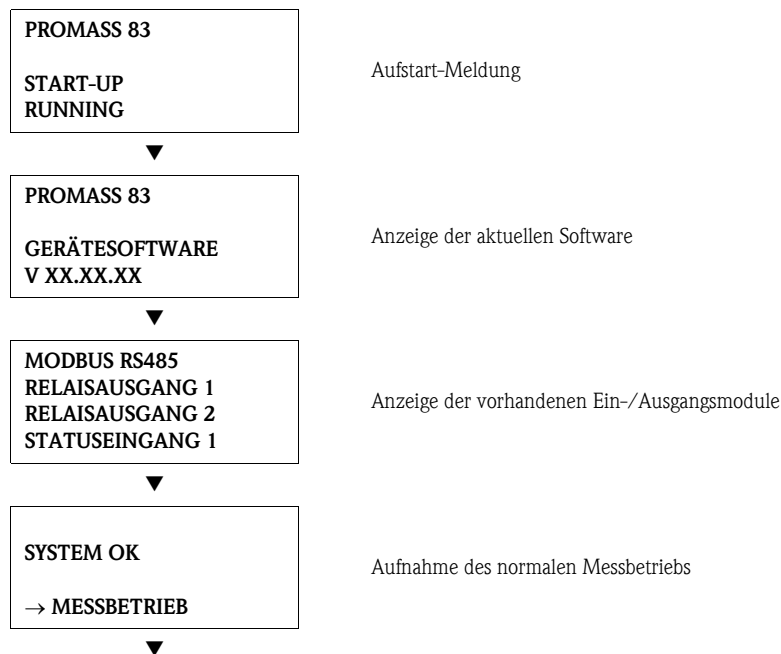 PROMASS 83
START-UP
RUNNING
Aufstart-Meldung
▼
PROMASS 83
GERÄTESOFTWARE
V XX.XX.XX
Anzeige der aktuellen Software
▼
MODBUS RS485
RELAISAUSGANG 1
RELAISAUSGANG 2
STATUSEINGANG 1
Anzeige der vorhandenen Ein-/Ausgangsmodule
▼
SYSTEM OK
→ MESSBETRIEB
Aufnahme des normalen Messbetriebs
▼